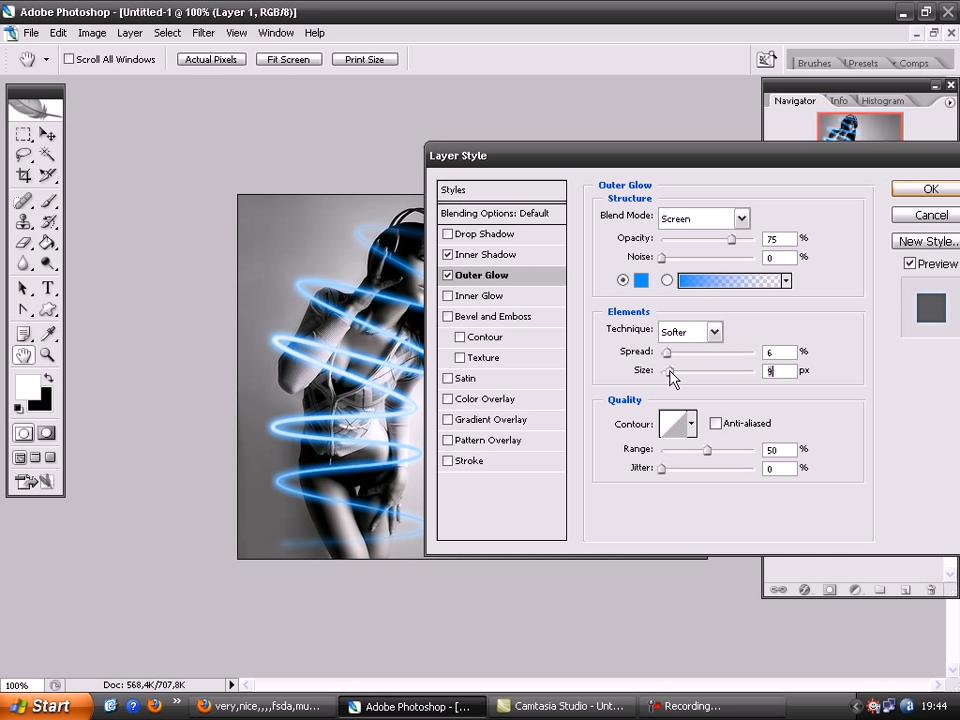 Adobe Photoshop - [Untitled-1 @ 100% (Layer 1, RGB/8)]
File Edit Image Layer Select Filter View Window Help
Scroll All Windows Actual Pixels Fit Screen Print Size Brushes Presets Comps
Navigator Info Histogram
Layer Style
Styles
Blending Options: Default
Drop Shadow
Inner Shadow
Outer Glow
Inner Glow
Bevel and Emboss
Contour
Texture
Satin
Color Overlay
Gradient Overlay
Pattern Overlay
Stroke
Outer Glow
Structure
Blend Mode: Screen
Opacity: 75 %
Noise: 0 %
Elements
Technique: Softer
Spread: 6 %
Size: 9 px
Quality
Contour: Anti-aliased
Range: 50 %
Jitter: 0 %
OK
Cancel
New Style...
Preview
100% Doc: 568,4K/707,8K
Start very,nice,,,,fsda,mu... Adobe Photoshop - [... Camtasia Studio - Unt... Recording... 19:44